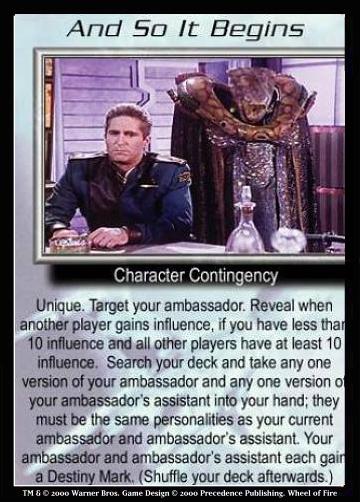 And So It Begins
Character Contingency
Unique. Target your ambassador. Reveal when
another player gains influence, if you have less than
10 influence and all other players have at least 10
influence. Search your deck and take any one
version of your ambassador and any one version of
your ambassador's assistant into your hand; they
must be the same personalities as your current
ambassador and ambassador's assistant. Your
ambassador and ambassador's assistant each gain
a Destiny Mark. (Shuffle your deck afterwards.)
TM & © 2000 Warner Bros. Game Design © 2000 Precedence Publishing. Wheel of Fire